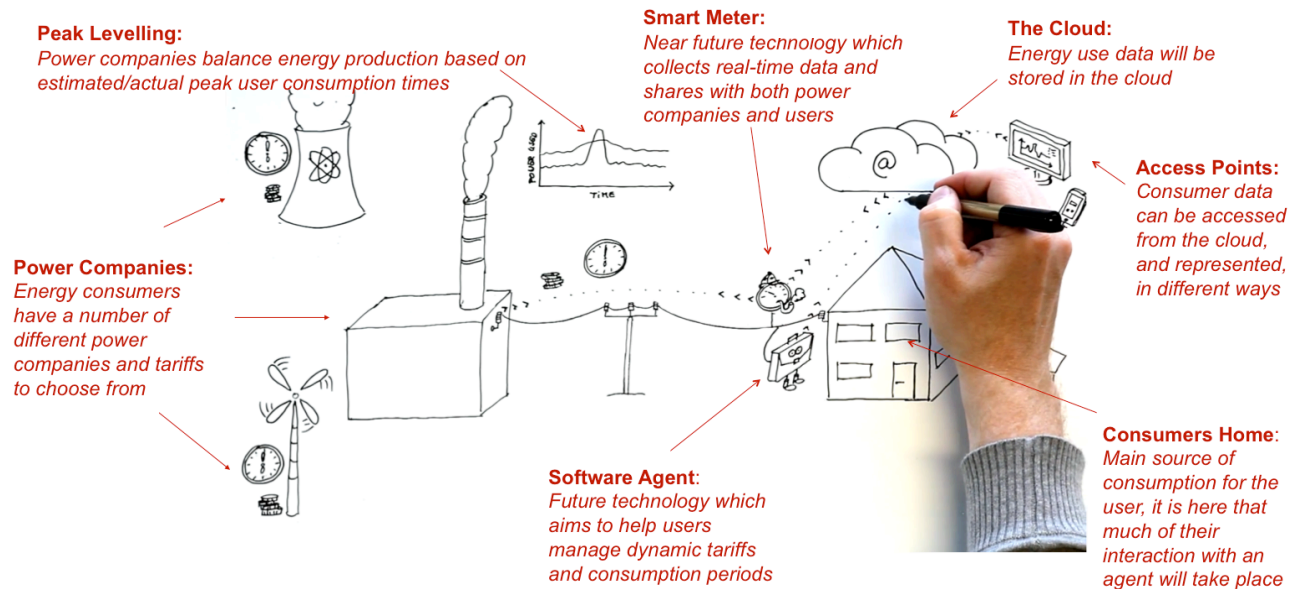 Peak Levelling:
Power companies balance energy production based on
estimated/actual peak user consumption times
Smart Meter:
Near future technology which
collects real-time data and
shares with both power
companies and users
The Cloud:
Energy use data will be
stored in the cloud
POWER USED
TIME
@
Access Points:
Consumer data
can be accessed
from the cloud,
and represented,
in different ways
Power Companies:
Energy consumers
have a number of
different power
companies and tariffs
to choose from
Software Agent:
Future technology which
aims to help users
manage dynamic tariffs
and consumption periods
Consumers Home:
Main source of
consumption for the
user, it is here that
much of their
interaction with an
agent will take place